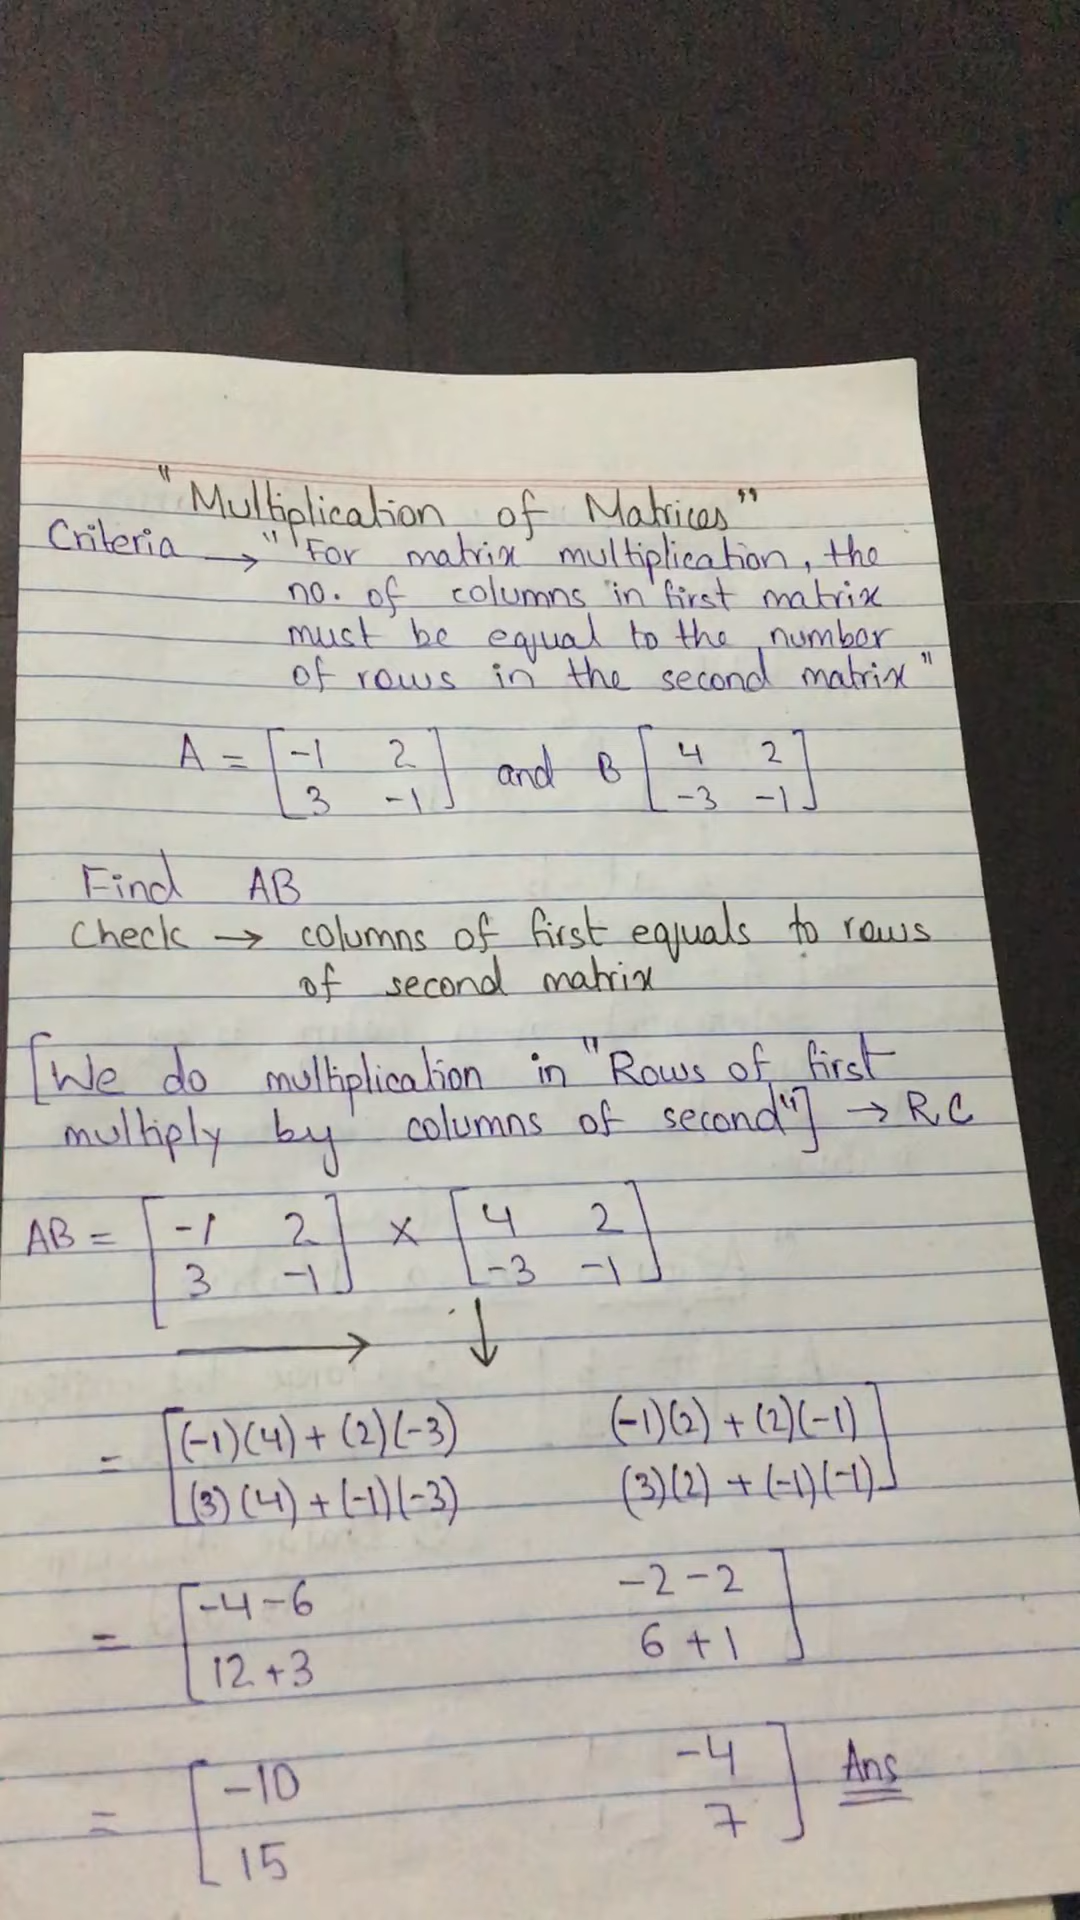 "Multiplication of Matrices"
Criteria → "For matrix multiplication, the
no. of columns in first matrix
must be equal to the number
of rows in the second matrix"
A = [-1 2] and B [4 2]
[3 -1] [-3 -1]
Find AB
Check → columns of first equals to rows
of second matrix
[We do multiplication in "Rows of first
multiply by columns of second"] → RC
AB = [-1 2] × [4 2]
[3 -1] [-3 -1]
→ ↓
= [(-1)(4) + (2)(-3) (-1)(2) + (2)(-1)]
[(3)(4) + (-1)(-3) (3)(2) + (-1)(-1)]
= [-4-6 -2-2]
[12+3 6+1]
= [-10 -4] Ans
[15 7]